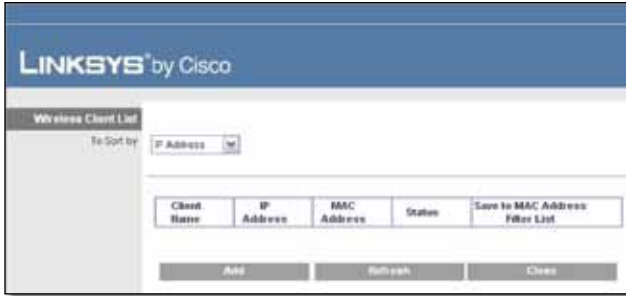 LINKSYS® by Cisco
Wireless Client List
To Sort by
IP Address
Client Name
IP Address
MAC Address
Status
Save to MAC Address Filter List
Add
Refresh
Close